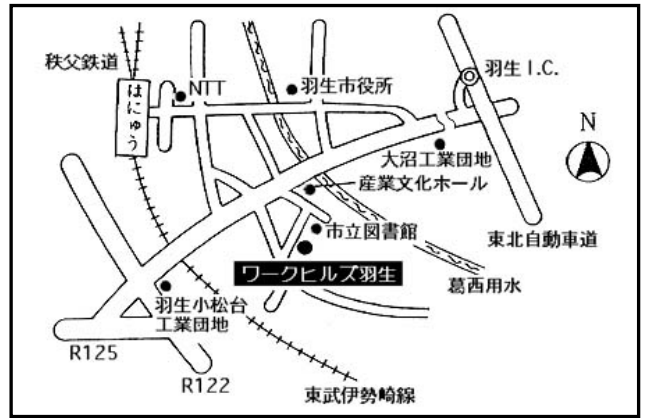 秩父鉄道
はにゅう
NTT
羽生市役所
羽生I.C.
N
大沼工業団地
産業文化ホール
市立図書館
東北自動車道
ワークヒルズ羽生
葛西用水
羽生小松台
工業団地
R125
R122
東武伊勢崎線